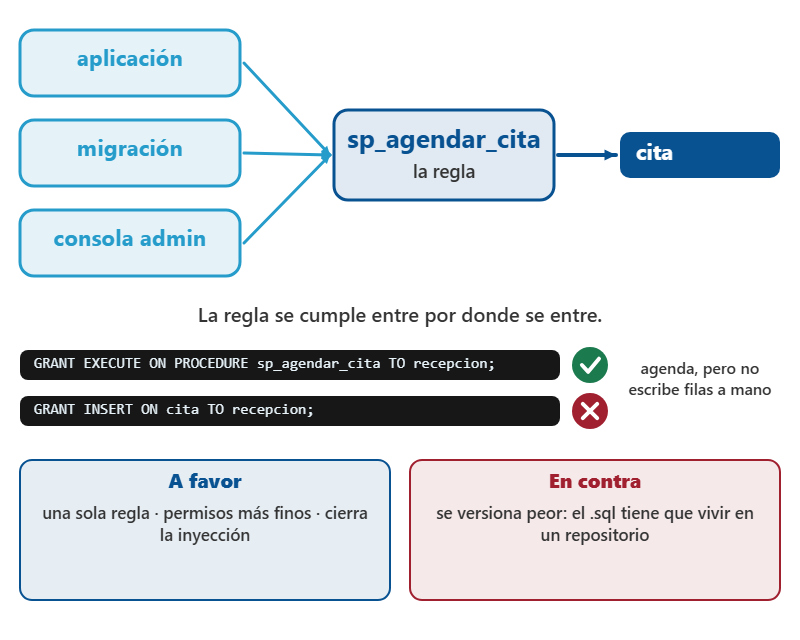 aplicación
migración
consola admin
sp_agendar_cita
la regla
cita
La regla se cumple entre por donde se entre.
GRANT EXECUTE ON PROCEDURE sp_agendar_cita TO recepcion;
GRANT INSERT ON cita TO recepcion;
agenda, pero no
escribe filas a mano
A favor
una sola regla · permisos más finos · cierra
la inyección
En contra
se versiona peor: el .sql tiene que vivir en
un repositorio